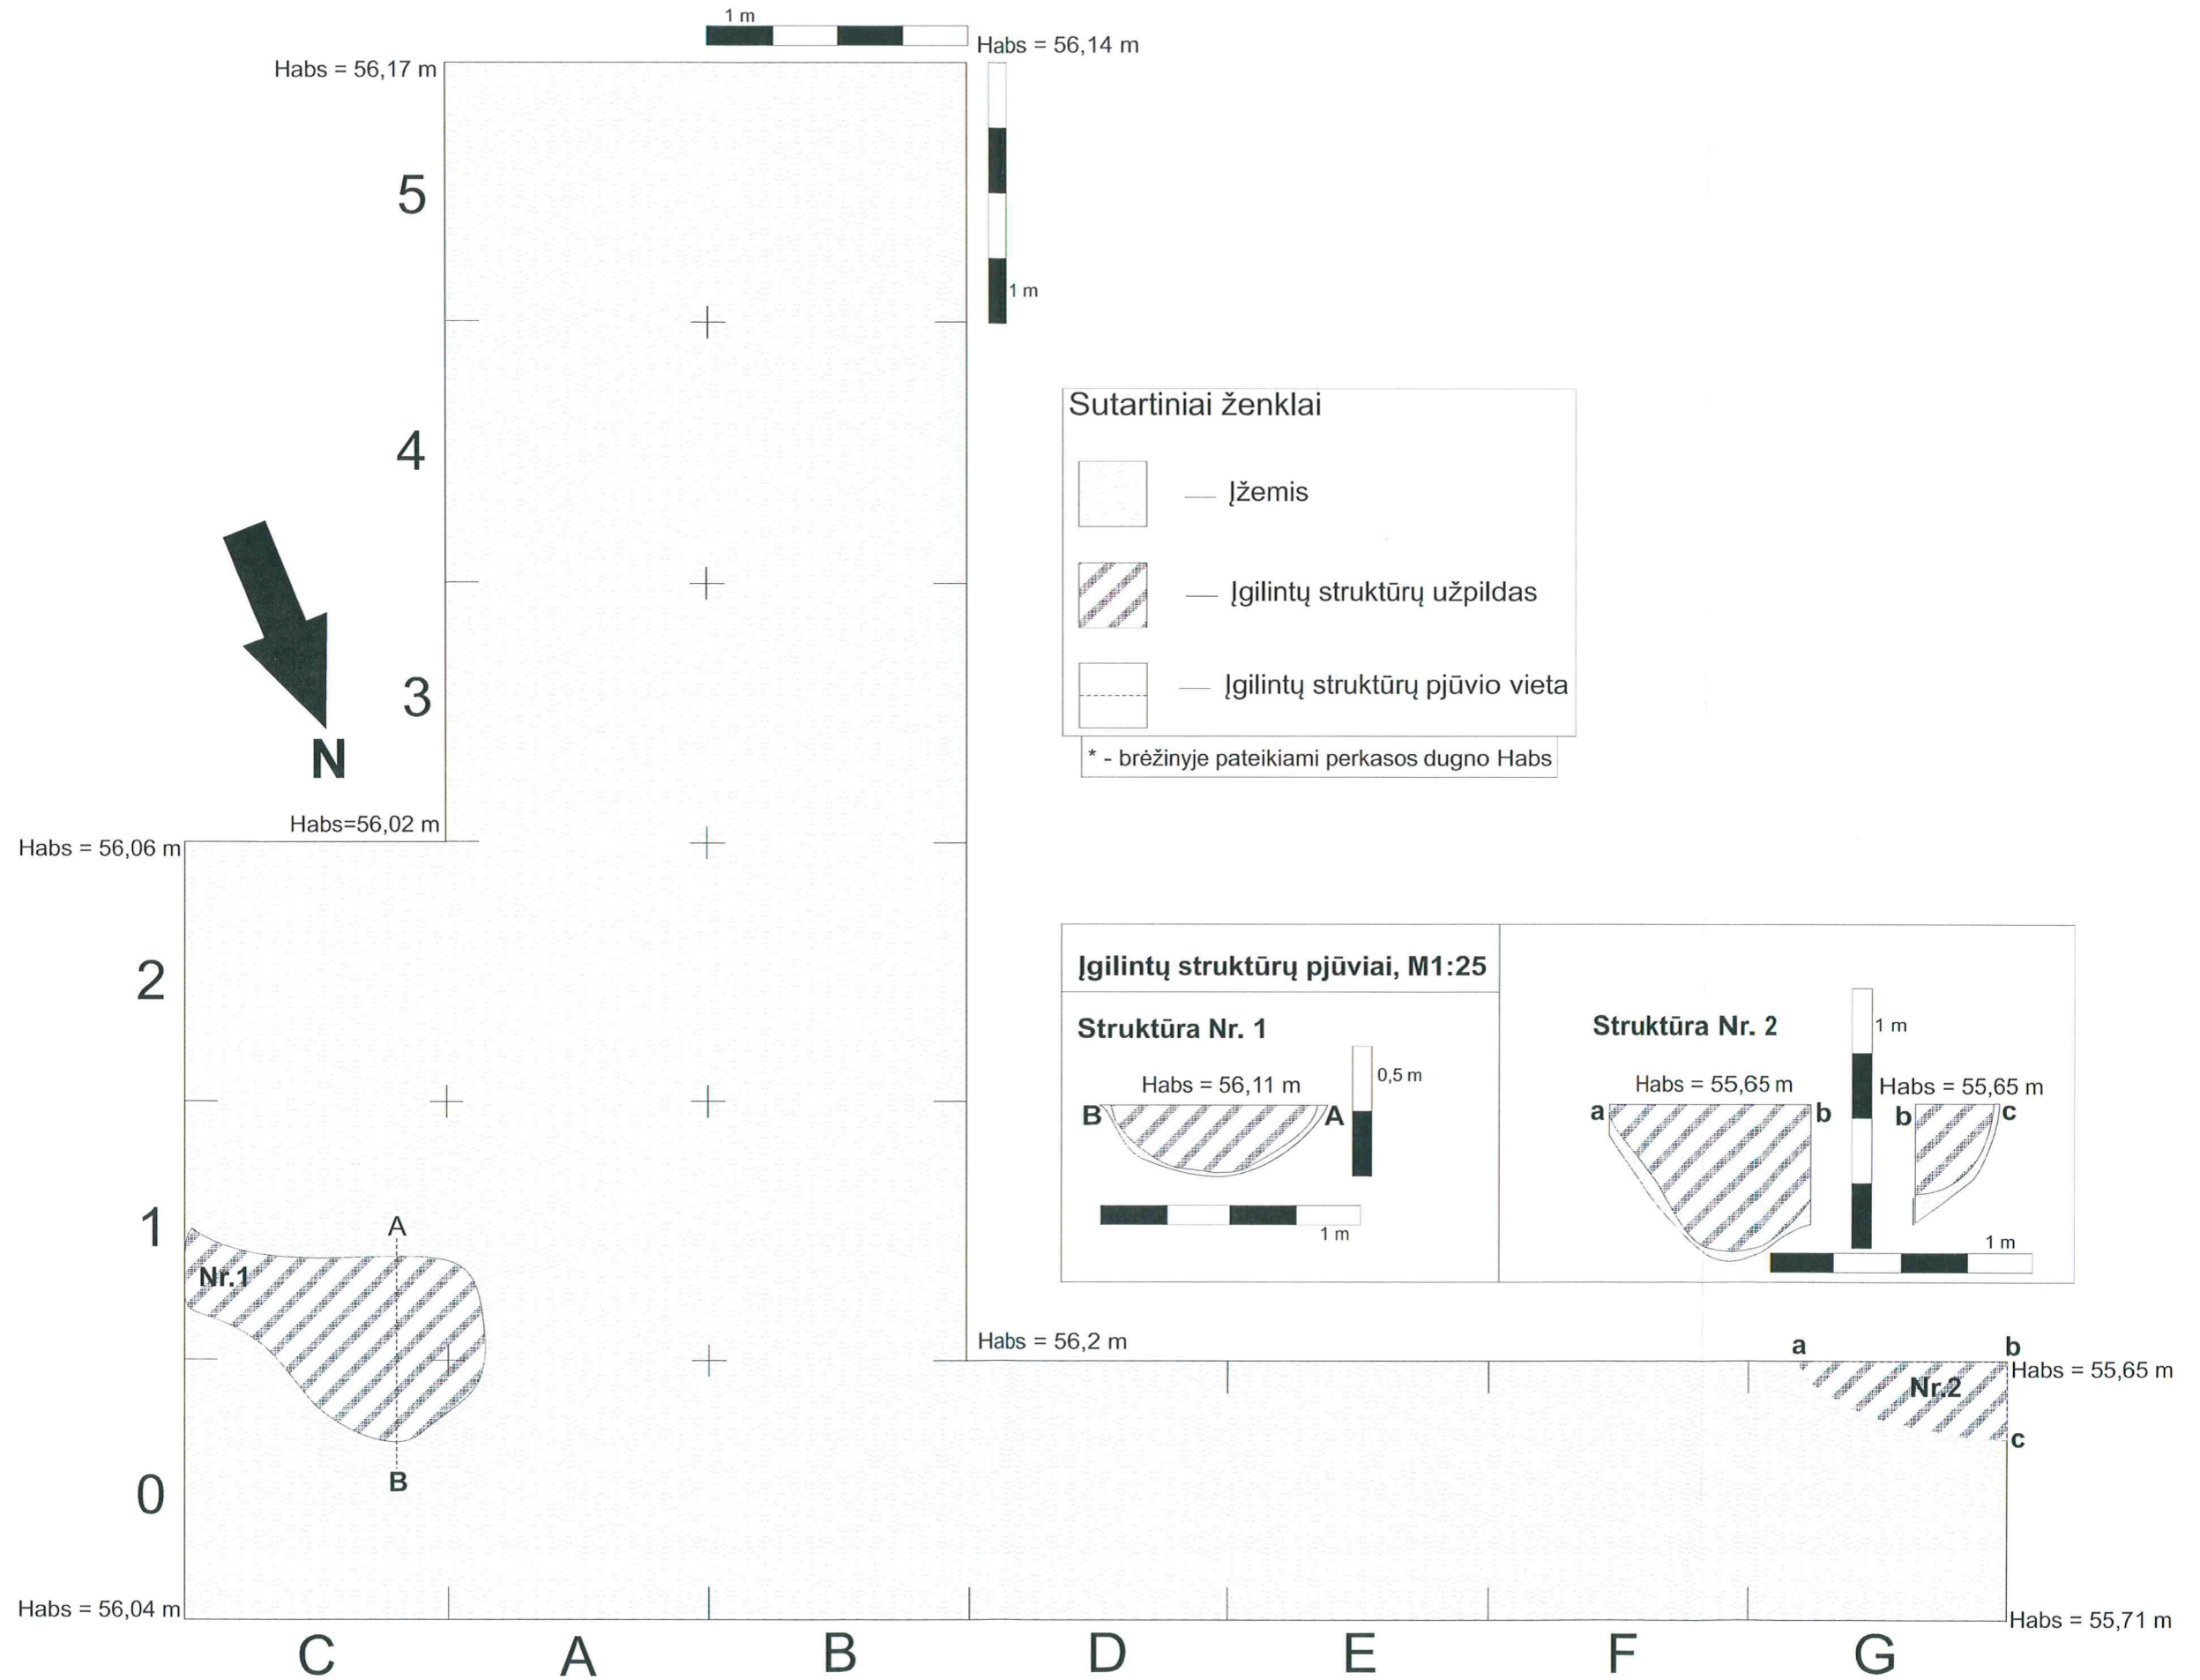 1 m
Habs = 56,14 m
Habs = 56,17 m
5
1 m
4
3
N
Habs=56,02 m
Habs = 56,06 m
2
1
0
Sutartiniai ženklai
— Įžemis
— Įgilintų struktūrų užpildas
— Įgilintų struktūrų pjūvio vieta
* - brėžinyje pateikiami perkasos dugno Habs
Įgilintų struktūrų pjūviai, M1:25
Struktūra Nr. 1
Habs = 56,11 m
B
A
0,5 m
1 m
Struktūra Nr. 2
1 m
Habs = 55,65 m
a
b
Habs = 55,65 m
b
c
1 m
A
Nr.1
B
Habs = 56,2 m
a
b
Habs = 55,65 m
Nr.2
c
Habs = 56,04 m
Habs = 55,71 m
C A B D E F G